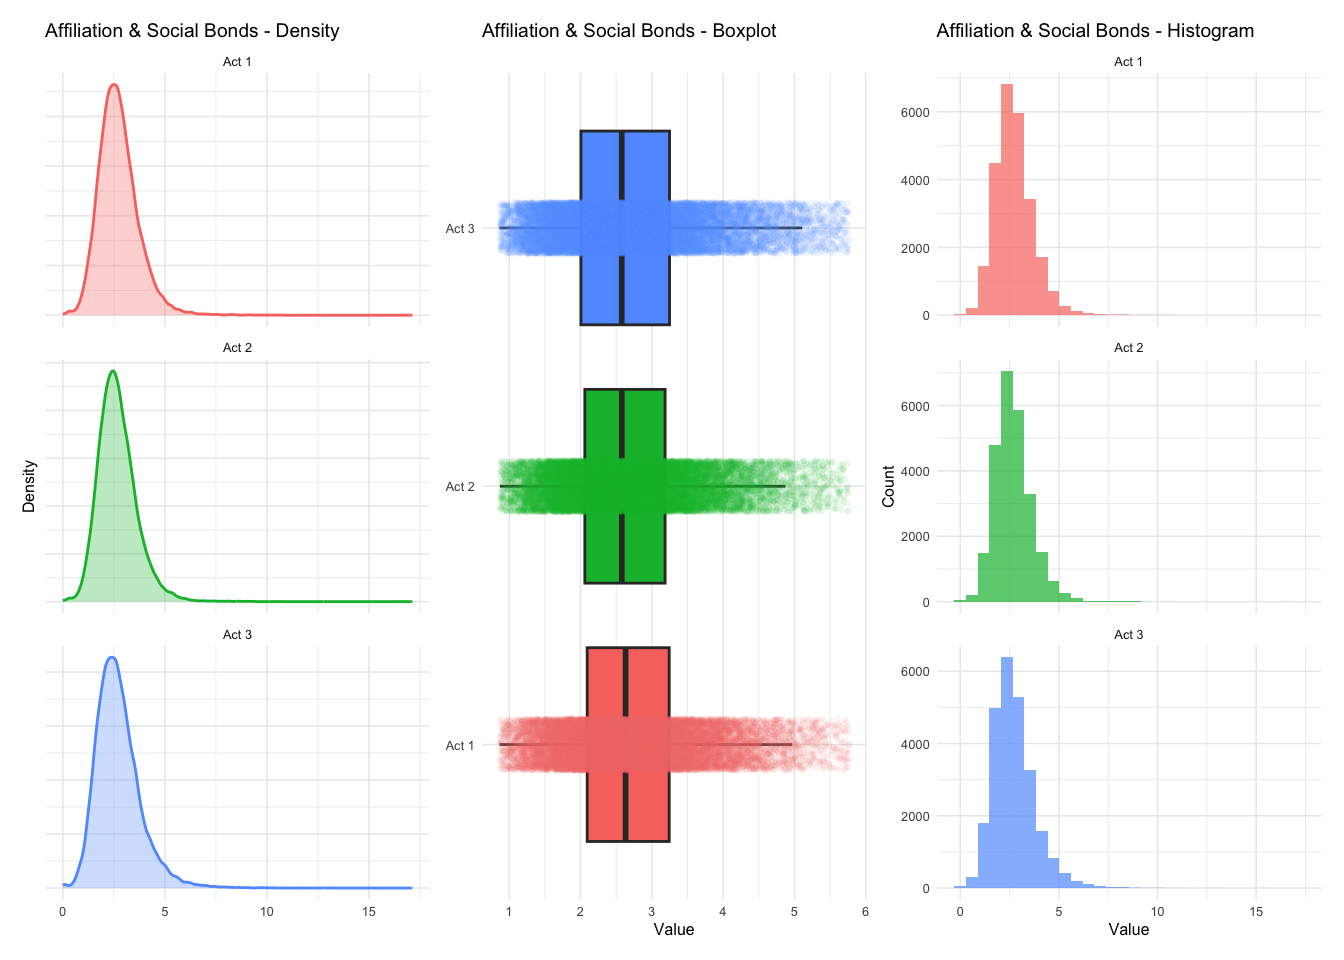 Affiliation & Social Bonds - Density
Act 1
Act 2
Act 3
Density
0 5 10 15
Affiliation & Social Bonds - Boxplot
Act 3
Act 2
Act 1
1 2 3 4 5 6
Value
Affiliation & Social Bonds - Histogram
Act 1
6000
4000
2000
0
Act 2
6000
4000
2000
0
Act 3
6000
4000
2000
0
Count
0 5 10 15
Value